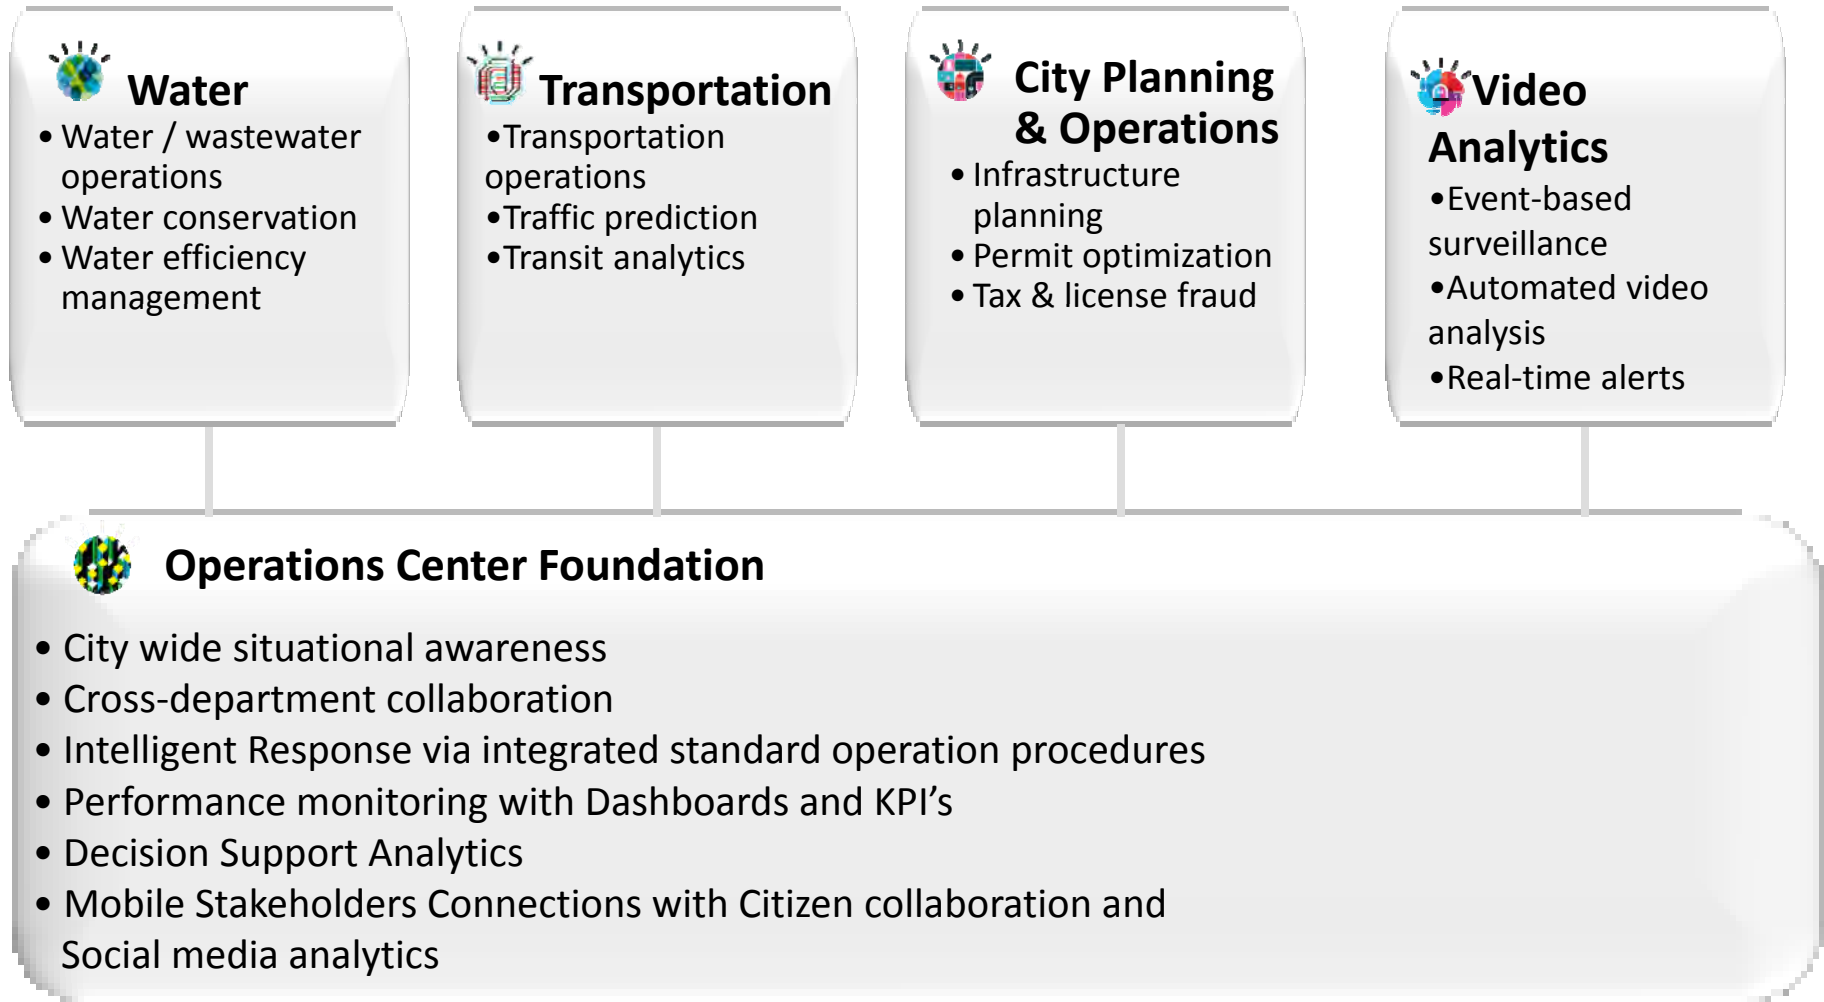 Water
• Water / wastewater
operations
• Water conservation
• Water efficiency
management
Transportation
•Transportation
operations
•Traffic prediction
•Transit analytics
City Planning
& Operations
• Infrastructure
planning
• Permit optimization
• Tax & license fraud
Video
Analytics
•Event-based
surveillance
•Automated video
analysis
•Real-time alerts
Operations Center Foundation
• City wide situational awareness
• Cross-department collaboration
• Intelligent Response via integrated standard operation procedures
• Performance monitoring with Dashboards and KPI’s
• Decision Support Analytics
• Mobile Stakeholders Connections with Citizen collaboration and
Social media analytics